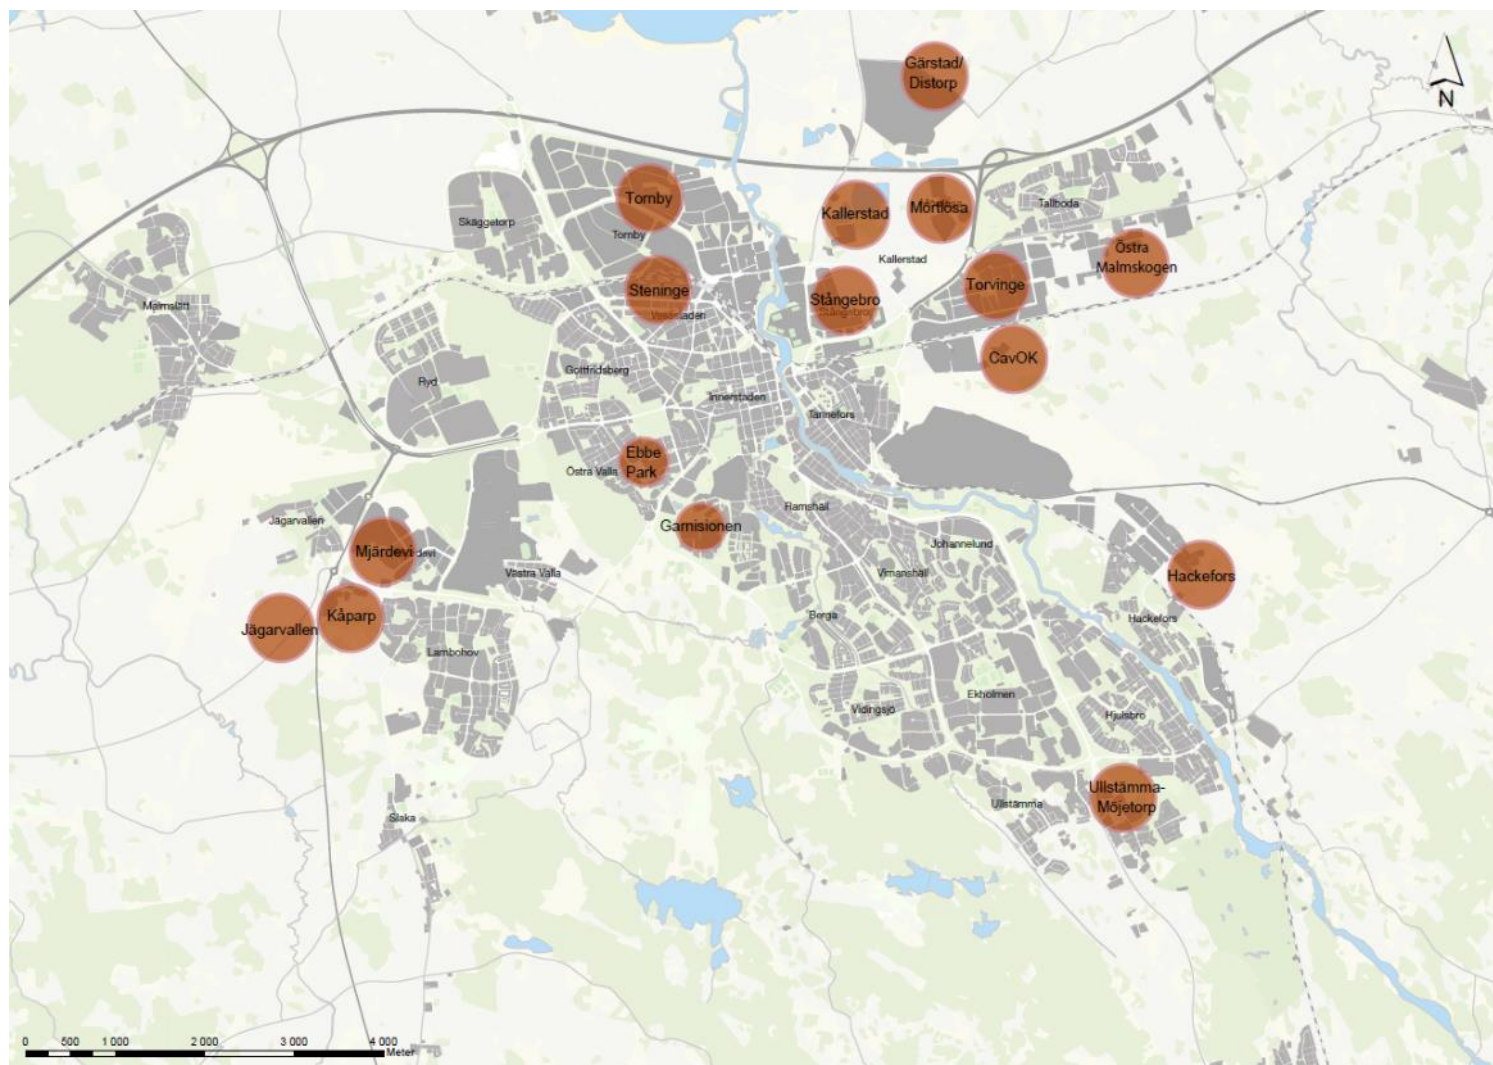 Gärstad/
Distorp
N
Tornby
Kallerstad
Mörtlösa
Tallboda
Skäggetorp
Tornby
Östra
Malmskogen
Kallerstad
Steninge
Stångebro
Torvinge
Malmslätt
Stångebro
CavOK
Gottfridsberg
Ryd
Innerstaden
Tannefors
Ebbe
Park
Östra Valla
Ramshäll
Jägarvallen
Garnisionen
Johannelund
Mjärdevi
devi
Västra Valla
Vimanshäll
Hackefors
Kåparp
Jägarvallen
Berga
Hackefors
Lambohov
Ekholmen
Vidingsjö
Hjulsbro
Ullstämma-
Möjetorp
Ullstämma
Slaka
0 500 1 000 2 000 3 000 4 000
Meter